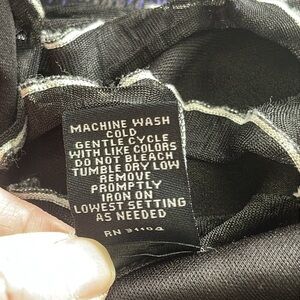 MACHINE WASH
COLD
GENTLE CYCLE
WITH LIKE COLORS
DO NOT BLEACH
TUMBLE DRY LOW
REMOVE
PROMPTLY
IRON ON
LOWEST SETTING
AS NEEDED
RN 31104